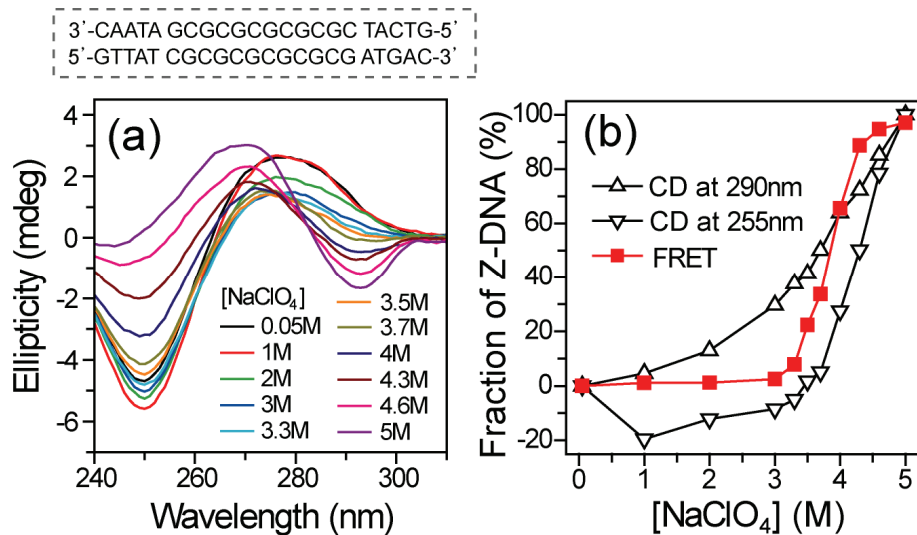 3'-CAATA GCGCGCGCGCGC TACTG-5'
5'-GTTAT CGCGCGCGCGCG ATGAC-3'
(a)
Ellipticity (mdeg)
4
2
0
-2
-4
-6
[NaClO₄]
0.05M
1M
2M
3M
3.3M
3.5M
3.7M
4M
4.3M
4.6M
5M
240 260 280 300
Wavelength (nm)
(b)
Fraction of Z-DNA (%)
100
80
60
40
20
0
-20
CD at 290nm
CD at 255nm
FRET
0 1 2 3 4 5
[NaClO₄] (M)